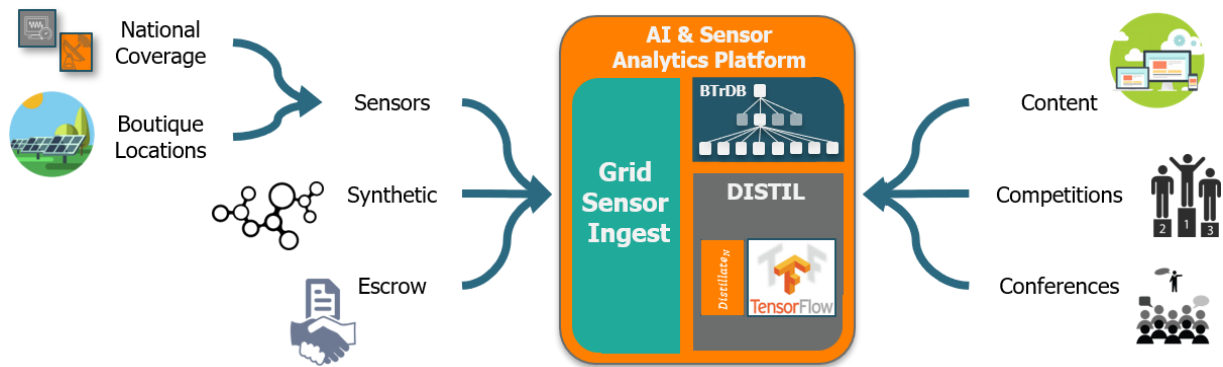 National
Coverage
Boutique
Locations
Sensors
Synthetic
Escrow
AI & Sensor
Analytics Platform
Grid
Sensor
Ingest
BTrDB
DISTIL
Distillate_N
TensorFlow
Content
Competitions
2 1 3
Conferences